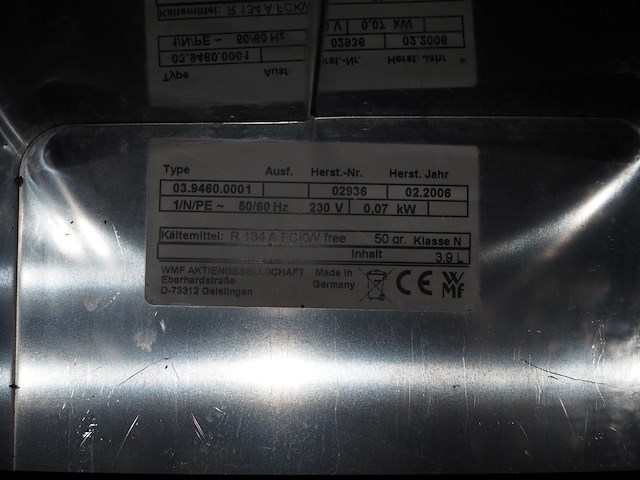 Type Ausf. Herst.-Nr. Herst. Jahr
03.9460.0001 02936 02.2006
1/N/PE ~ 50/60 Hz 230 V 0,07 kW
Kältemittel: R 134 A FCKW free 50 gr. Klasse N
Inhalt 3,9 L
WMF AKTIENGESELLSCHAFT
Eberhardstraße
D-73312 Geislingen
Made in
Germany
CE
WMF